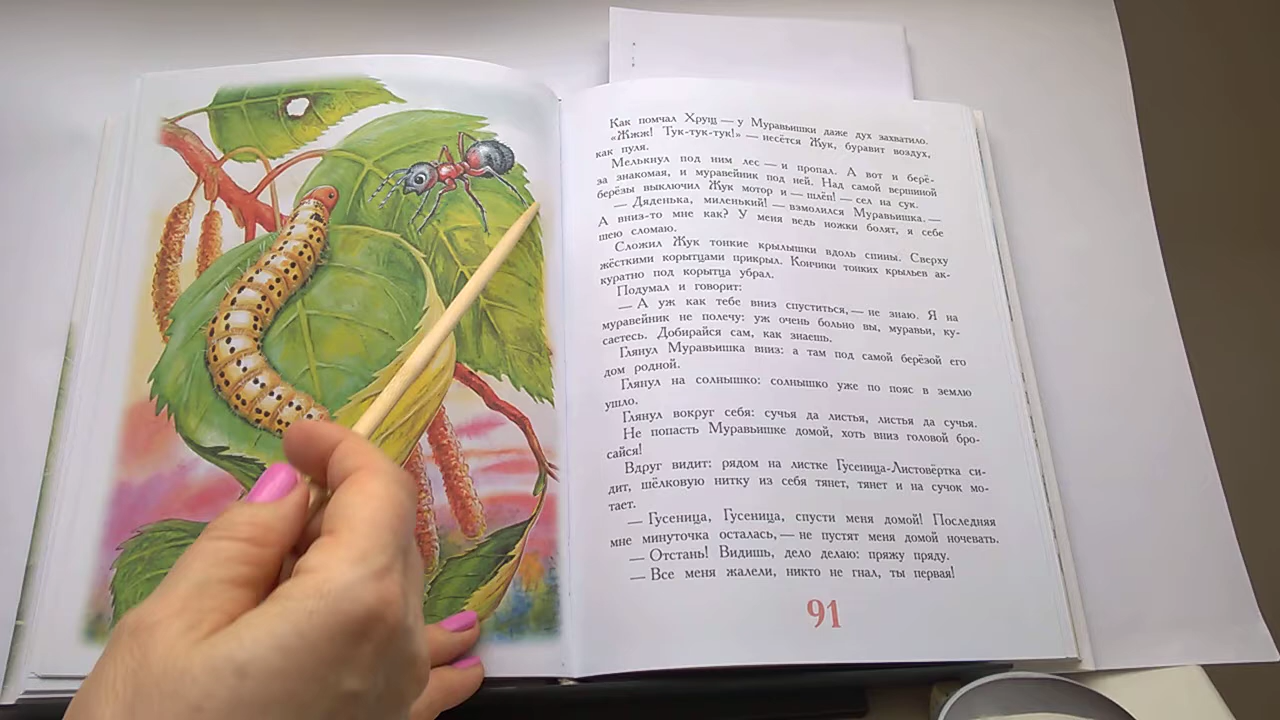 Как помчал Хрущ — у Муравьишки даже дух захватило.
«Жжж! Тук-тук-тук!» — несётся Жук, буравит воздух,
как пуля.
Мелькнул под ним лес — и пропал. А вот и берё-
за знакомая, и муравейник под ней. Над самой вершиной
берёзы выключил Жук мотор и — шлёп! — сел на сук.
— Дяденька, миленький! — взмолился Муравьишка. —
А вниз-то мне как? У меня ведь ножки болят, я себе
шею сломаю.
Сложил Жук тонкие крылышки вдоль спины. Сверху
жёсткими корытцами прикрыл. Кончики тонких крыльев ак-
куратно под корытца убрал.
Подумал и говорит:
— А уж как тебе вниз спуститься, — не знаю. Я на
муравейник не полечу: уж очень больно вы, муравьи, ку-
саетесь. Добирайся сам, как знаешь.
Глянул Муравьишка вниз: а там под самой берёзой его
дом родной.
Глянул на солнышко: солнышко уже по пояс в землю
ушло.
Глянул вокруг себя: сучья да листья, листья да сучья.
Не попасть Муравьишке домой, хоть вниз головой бро-
сайся!
Вдруг видит: рядом на листке Гусеница-Листовёртка си-
дит, шёлковую нитку из себя тянет, тянет и на сучок мо-
тает.
— Гусеница, Гусеница, спусти меня домой! Последняя
мне минуточка осталась, — не пустят меня домой ночевать.
— Отстань! Видишь, дело делаю: пряжу пряду.
— Все меня жалели, никто не гнал, ты первая!
91